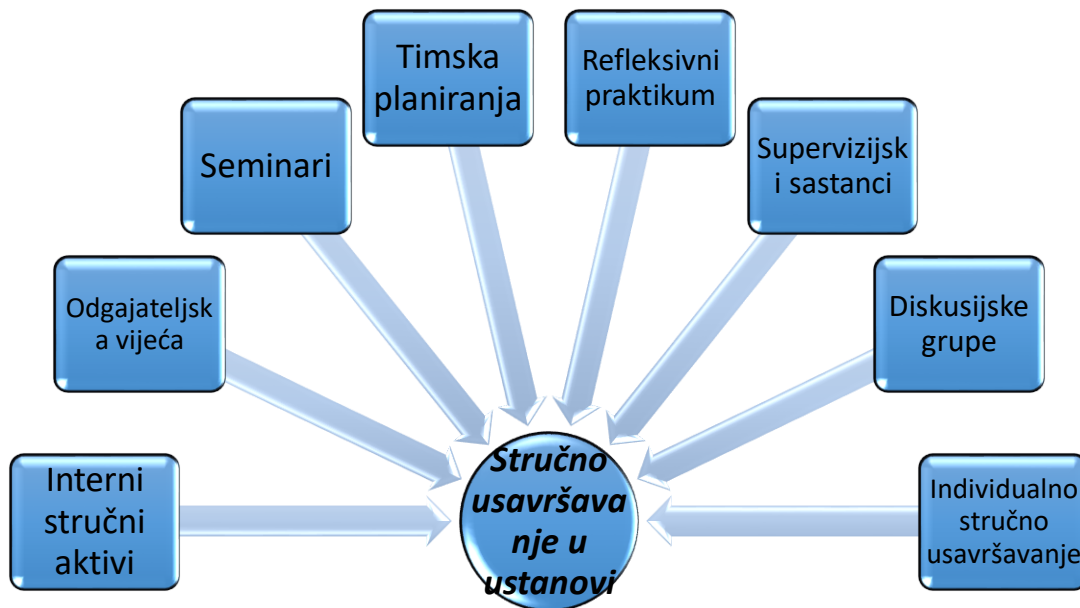 Timska
planiranja
Refleksivni
praktikum
Seminari
Supervizijsk
i sastanci
Odgajateljsk
a vijeća
Diskusijske
grupe
Interni
stručni
aktivi
Stručno
usavršava
nje u
ustanovi
Individualno
stručno
usavršavanje